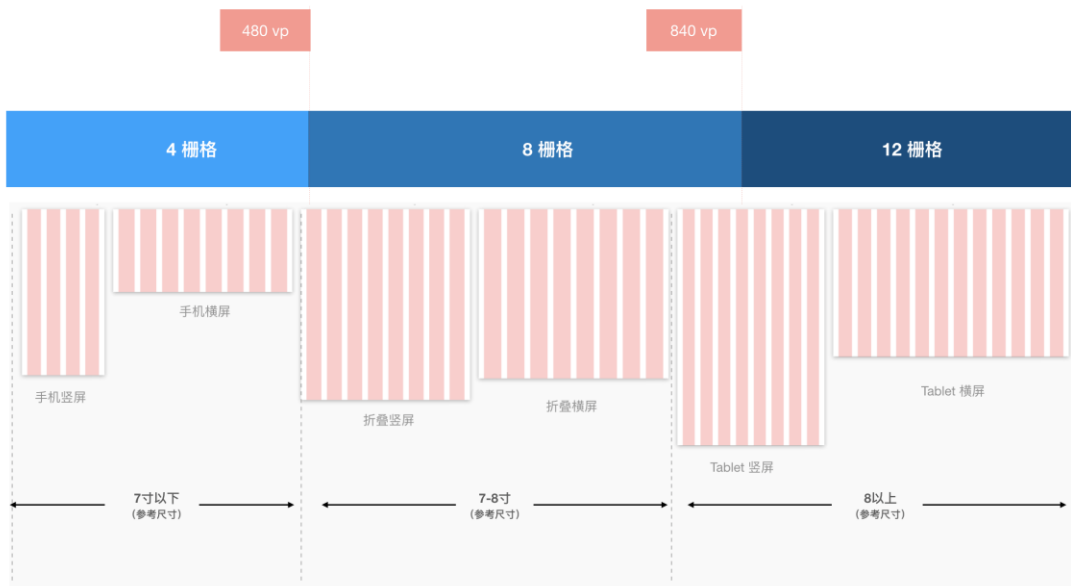 480 vp
840 vp
4 栅格
8 栅格
12 栅格
手机横屏
手机竖屏
折叠竖屏
折叠横屏
Tablet 横屏
Tablet 竖屏
7寸以下
(参考尺寸)
7-8寸
(参考尺寸)
8以上
(参考尺寸)